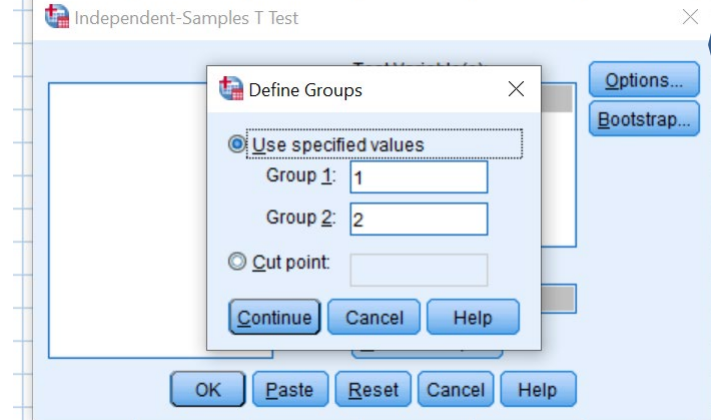 Independent-Samples T Test
Options...
Define Groups
Bootstrap...
Use specified values
Group 1: 1
Group 2: 2
Cut point:
Continue Cancel Help
OK Paste Reset Cancel Help